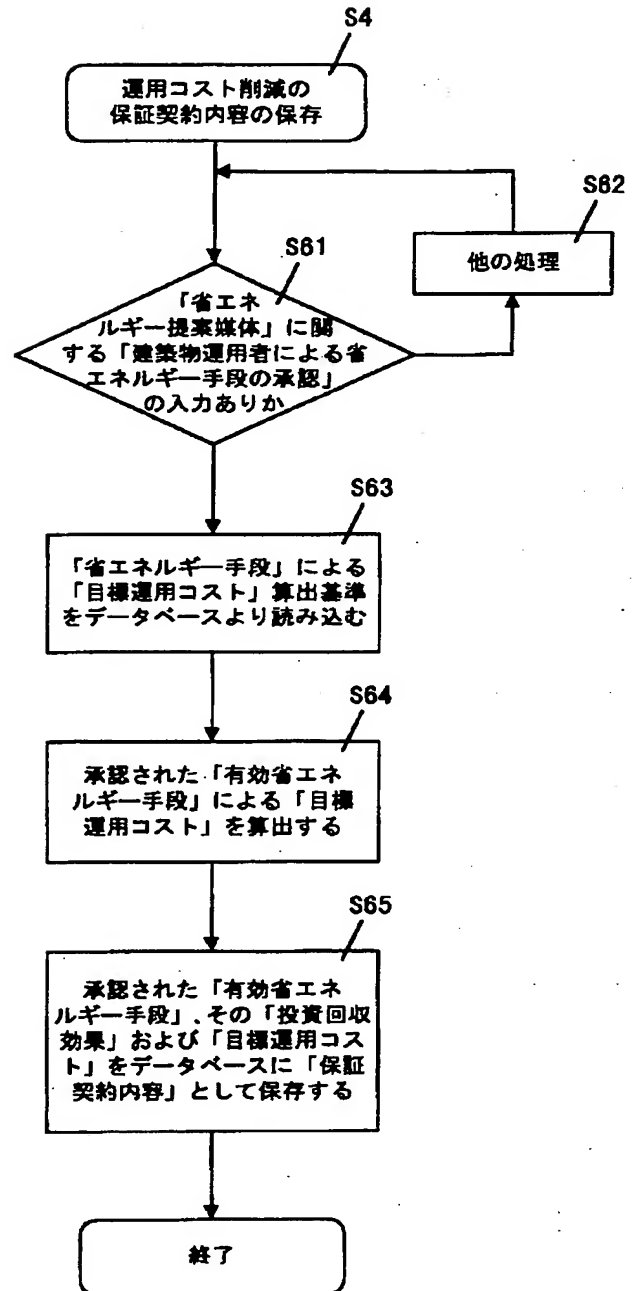 S4
運用コスト削減の
保証契約内容の保存
S62
他の処理
S61
「省エネ
ルギー提案媒体」に関
する「建築物運用者による省
エネルギー手段の承認」
の入力ありか
S63
「省エネルギー手段」による
「目標運用コスト」算出基準
をデータベースより読み込む
S64
承認された「有効省エネ
ルギー手段」による「目標
運用コスト」を算出する
S65
承認された「有効省エネ
ルギー手段」、その「投資回収
効果」および「目標運用コス
ト」をデータベースに「保証
契約内容」として保存する
終了